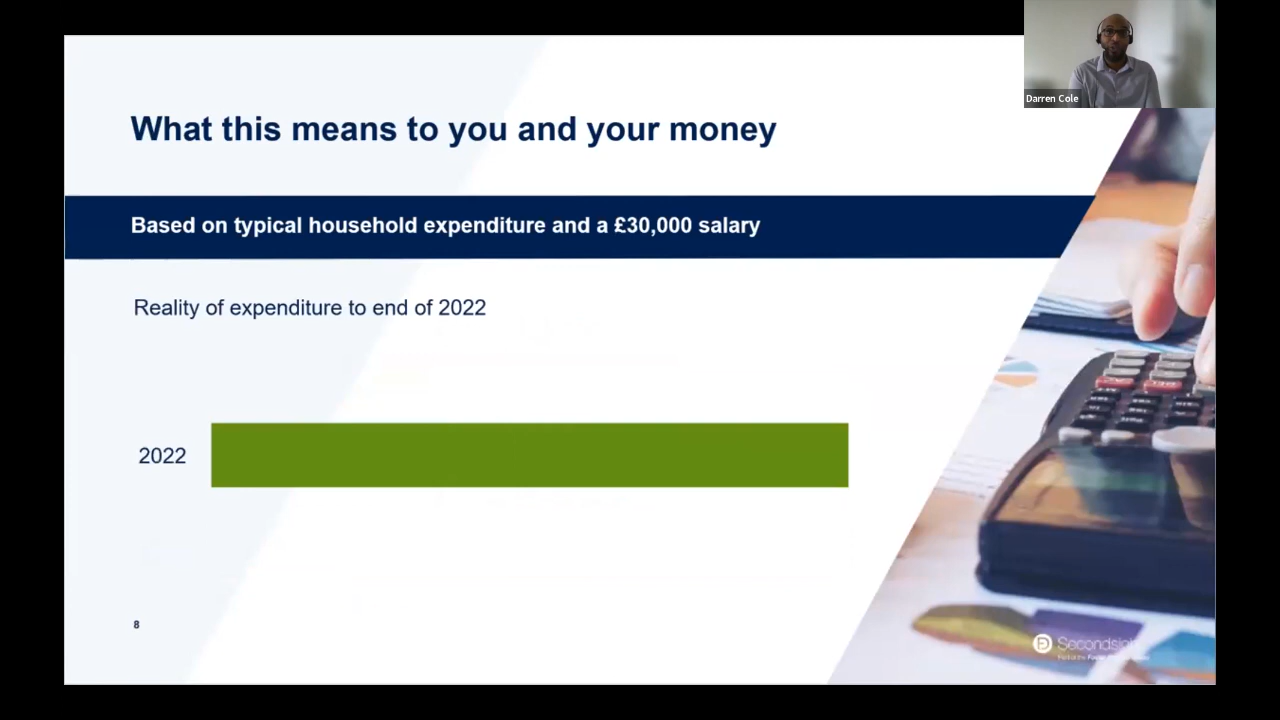 Darren Cole
What this means to you and your money
Based on typical household expenditure and a £30,000 salary
Reality of expenditure to end of 2022
2022
8